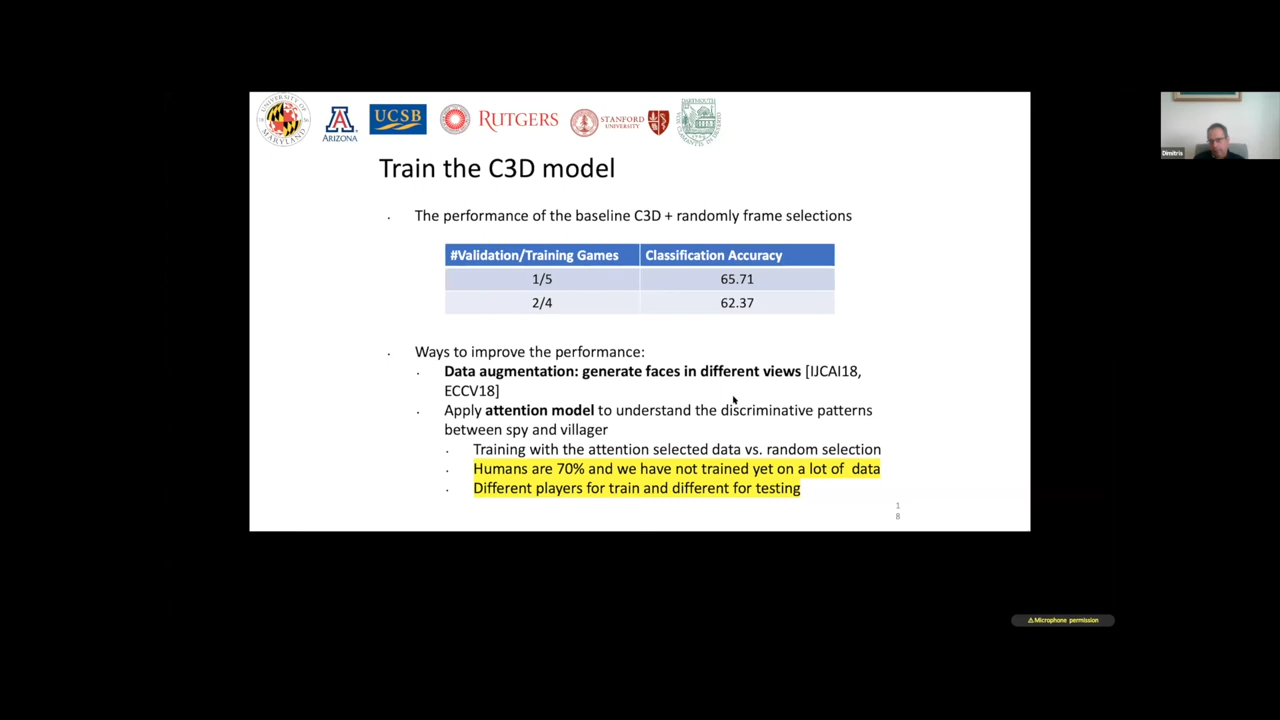 ARIZONA
UCSB
RUTGERS
STANFORD
UNIVERSITY
Dimitris
Train the C3D model
The performance of the baseline C3D + randomly frame selections
#Validation/Training Games Classification Accuracy
1/5 65.71
2/4 62.37
Ways to improve the performance:
Data augmentation: generate faces in different views [IJCAI18,
ECCV18]
Apply attention model to understand the discriminative patterns
between spy and villager
Training with the attention selected data vs. random selection
Humans are 70% and we have not trained yet on a lot of data
Different players for train and different for testing
1
8
Microphone permission